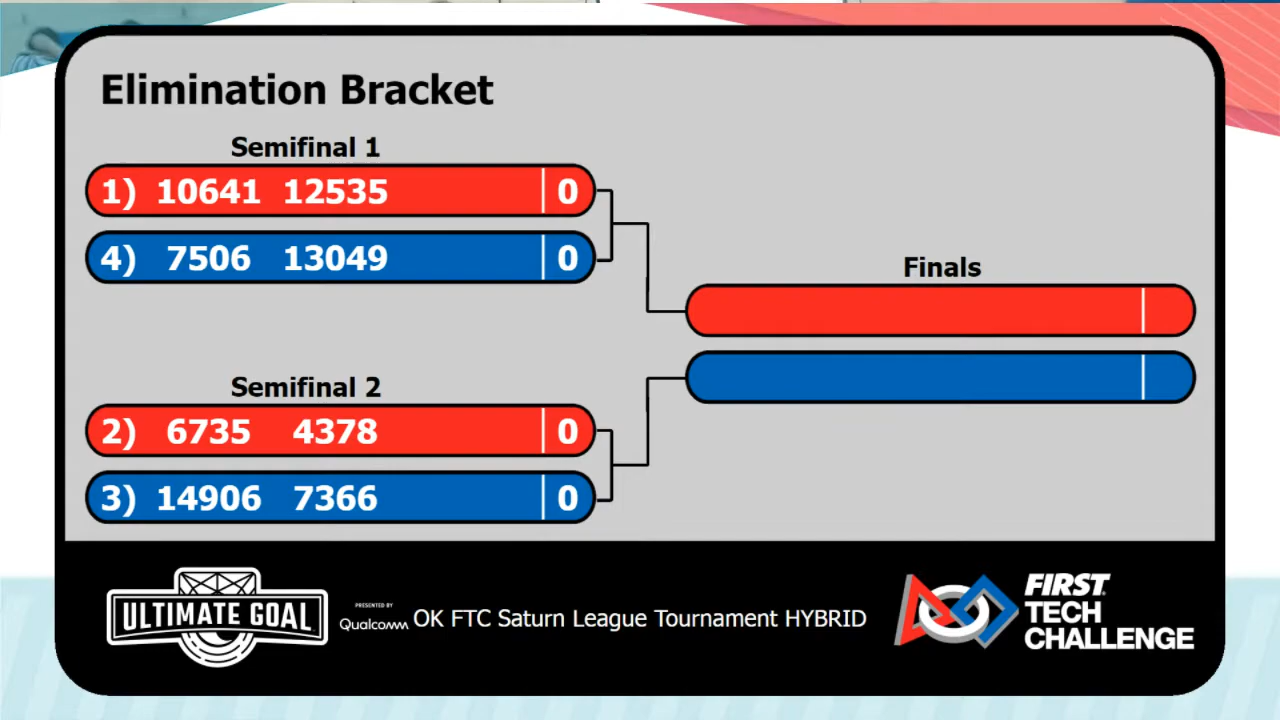 Elimination Bracket
Semifinal 1
1) 10641 12535 0
4) 7506 13049 0
Finals
Semifinal 2
2) 6735 4378 0
3) 14906 7366 0
ULTIMATE GOAL
PRESENTED BY
Qualcomm
OK FTC Saturn League Tournament HYBRID
FIRST
TECH
CHALLENGE